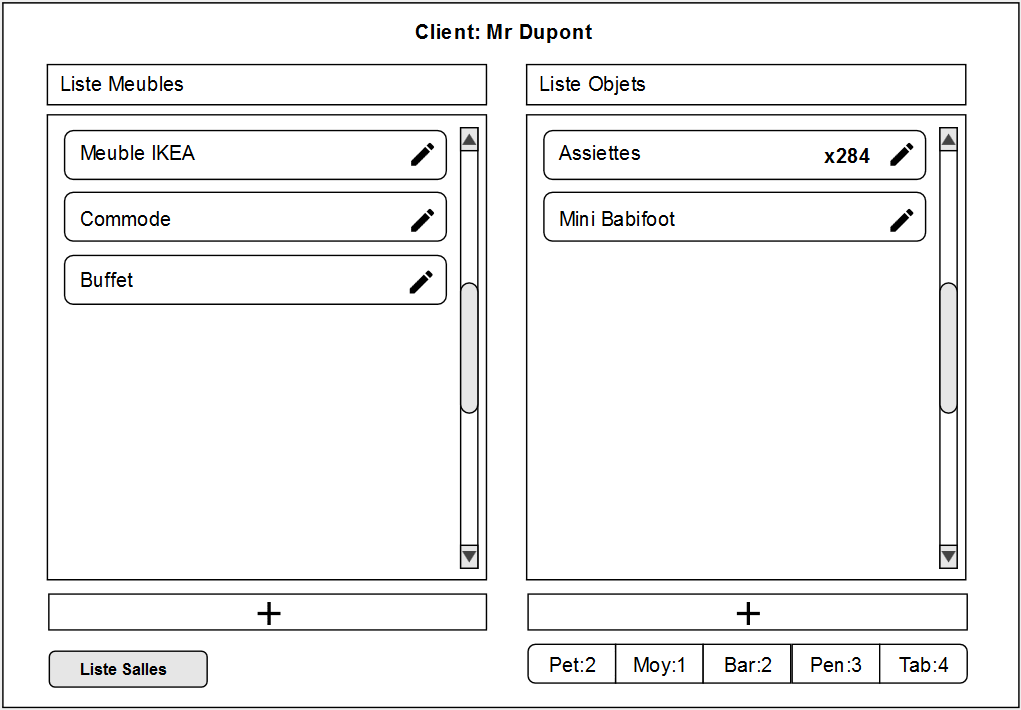 Client: Mr Dupont
Liste Meubles
Meuble IKEA
Commode
Buffet
+
Liste Salles
Liste Objets
Assiettes x284
Mini Babifoot
+
Pet:2 Moy:1 Bar:2 Pen:3 Tab:4